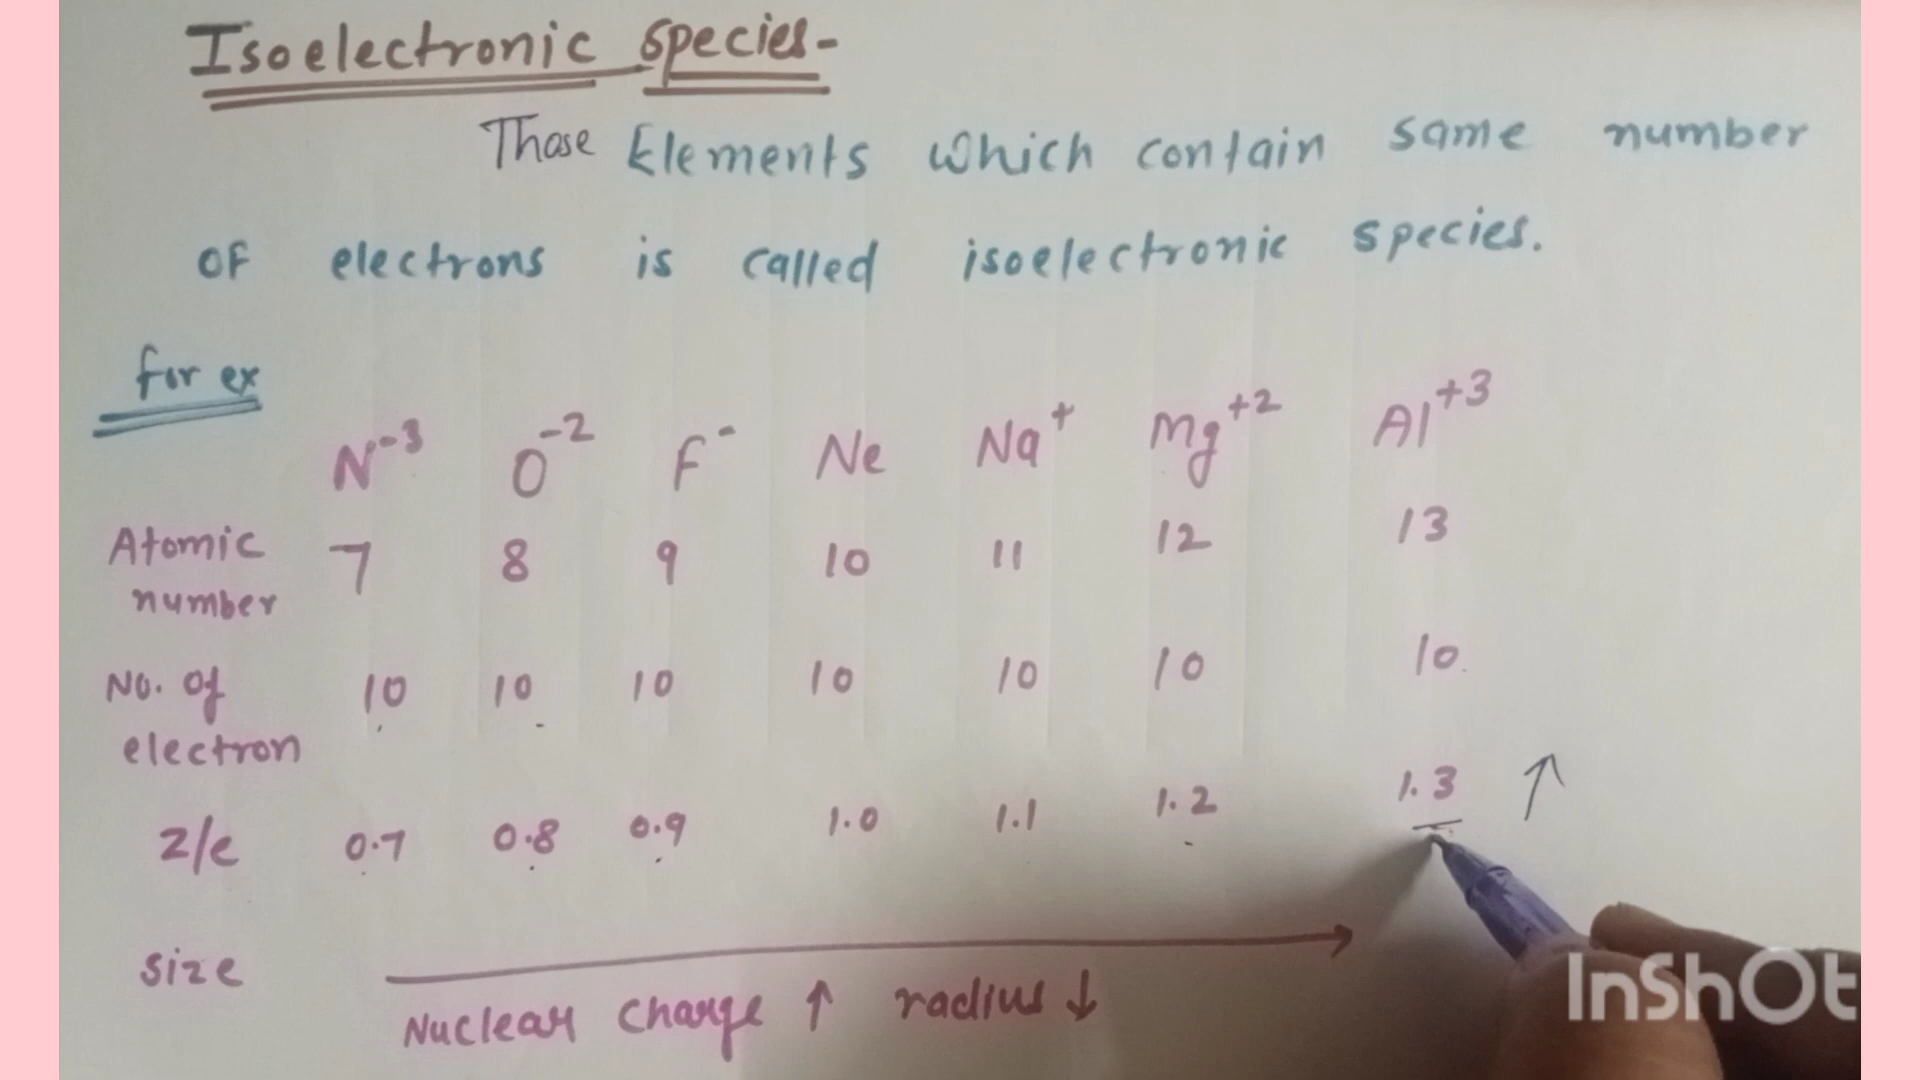 Isoelectronic species-
Those Elements which contain same number
of electrons is called isoelectronic species.
for ex
N⁻³ O⁻² F⁻ Ne Na⁺ Mg⁺² Al⁺³
Atomic number 7 8 9 10 11 12 13
No. of electron 10 10 10 10 10 10 10.
Z/e 0.7 0.8 0.9 1.0 1.1 1.2 1.3 ↑
size
Nuclear charge ↑ radius ↓
InShOt